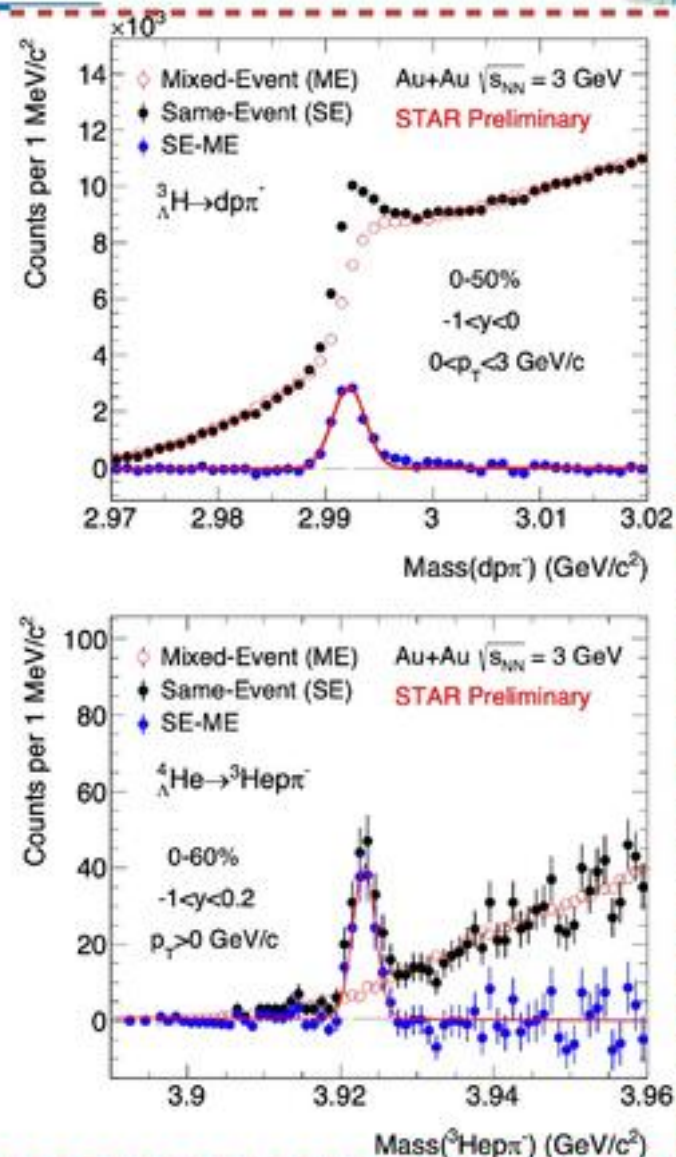 ×10³
Counts per 1 MeV/c²
14
12
10
8
6
4
2
0
Mixed-Event (ME)
Same-Event (SE)
SE-ME
Au+Au √sNN = 3 GeV
STAR Preliminary
³ΛH→dpπ⁻
0-50%
-1<y<0
0<pT<3 GeV/c
2.97 2.98 2.99 3 3.01 3.02
Mass(dpπ⁻) (GeV/c²)
Counts per 1 MeV/c²
100
80
60
40
20
0
Mixed-Event (ME)
Same-Event (SE)
SE-ME
Au+Au √sNN = 3 GeV
STAR Preliminary
⁴ΛHe→³Hepπ⁻
0-60%
-1<y<0.2
pT>0 GeV/c
3.9 3.92 3.94 3.96
Mass(³Hepπ⁻) (GeV/c²)